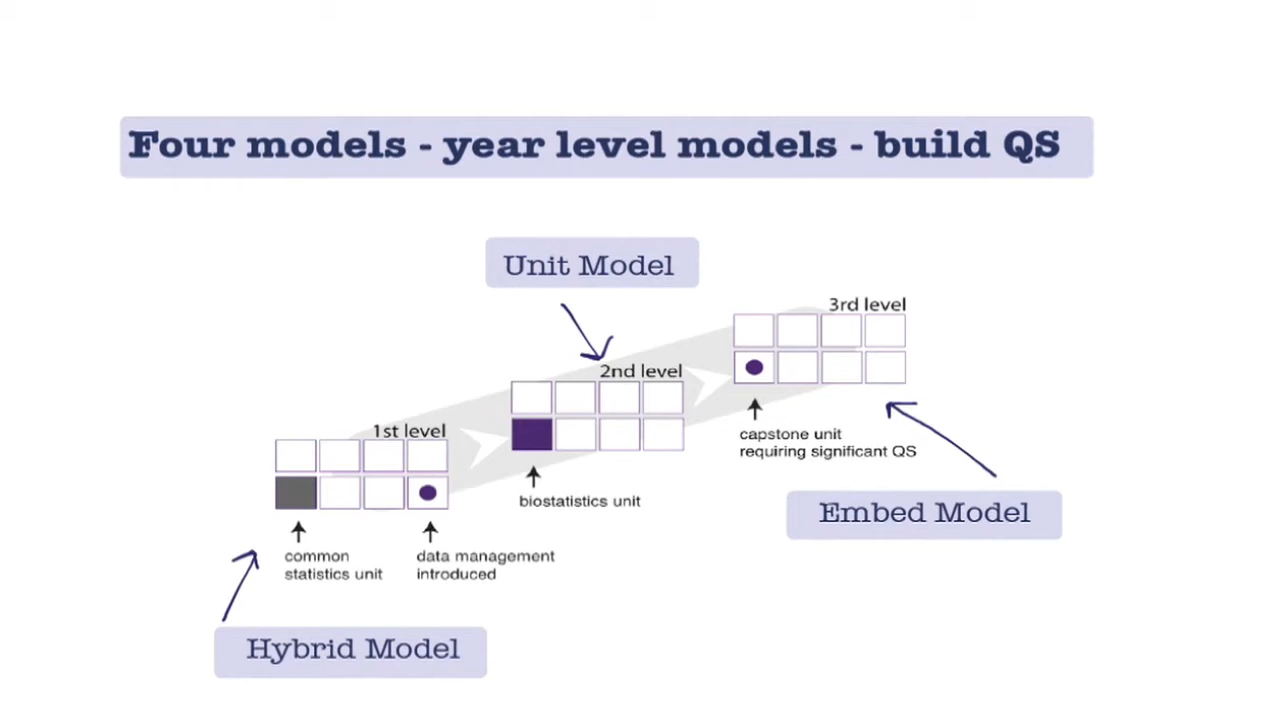 Four models - year level models - build QS
Unit Model
3rd level
2nd level
capstone unit
requiring significant QS
1st level
biostatistics unit
Embed Model
common
statistics unit
data management
introduced
Hybrid Model